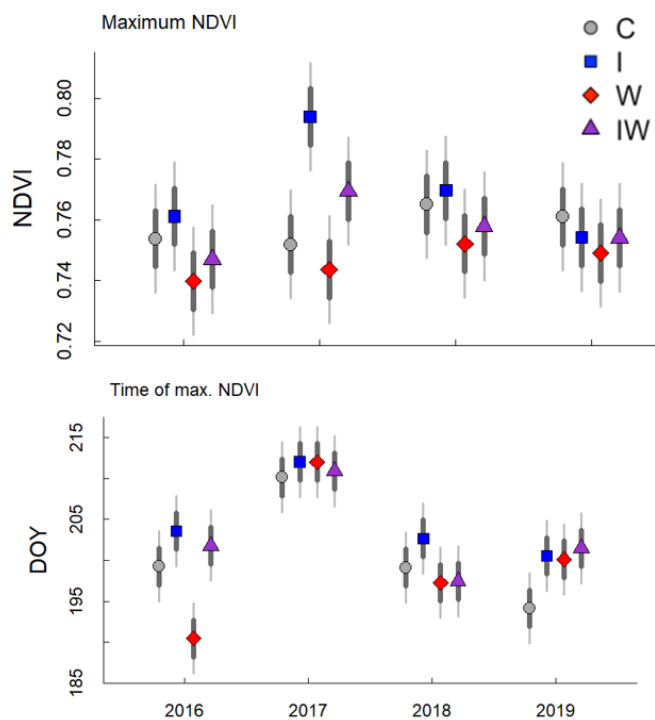 Maximum NDVI
C
I
W
IW
NDVI
0.80
0.78
0.76
0.74
0.72
Time of max. NDVI
DOY
215
205
195
185
2016 2017 2018 2019